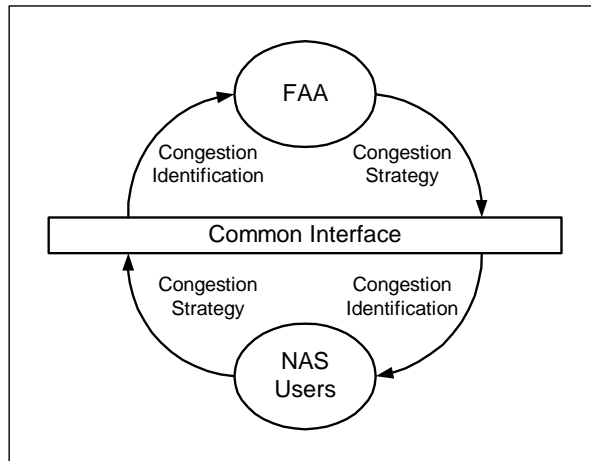 FAA
Congestion
Identification
Congestion
Strategy
Common Interface
Congestion
Strategy
Congestion
Identification
NAS
Users